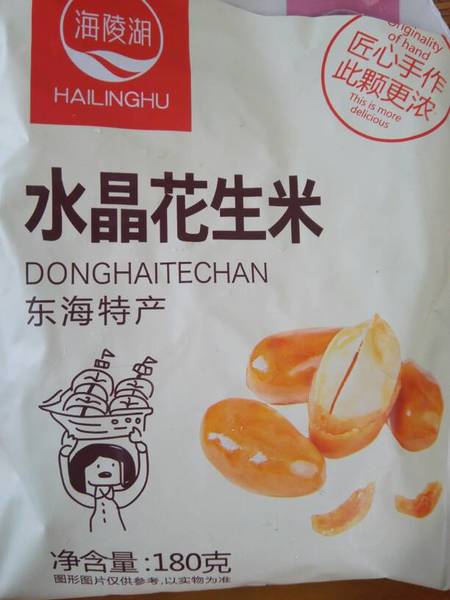 海陵湖
HAILINGHU
Originality
of hand
匠心手作
此颗更浓
This is more
delicious
水晶花生米
DONGHAITECHAN
东海特产
净含量:180克
图形图片仅供参考,以实物为准